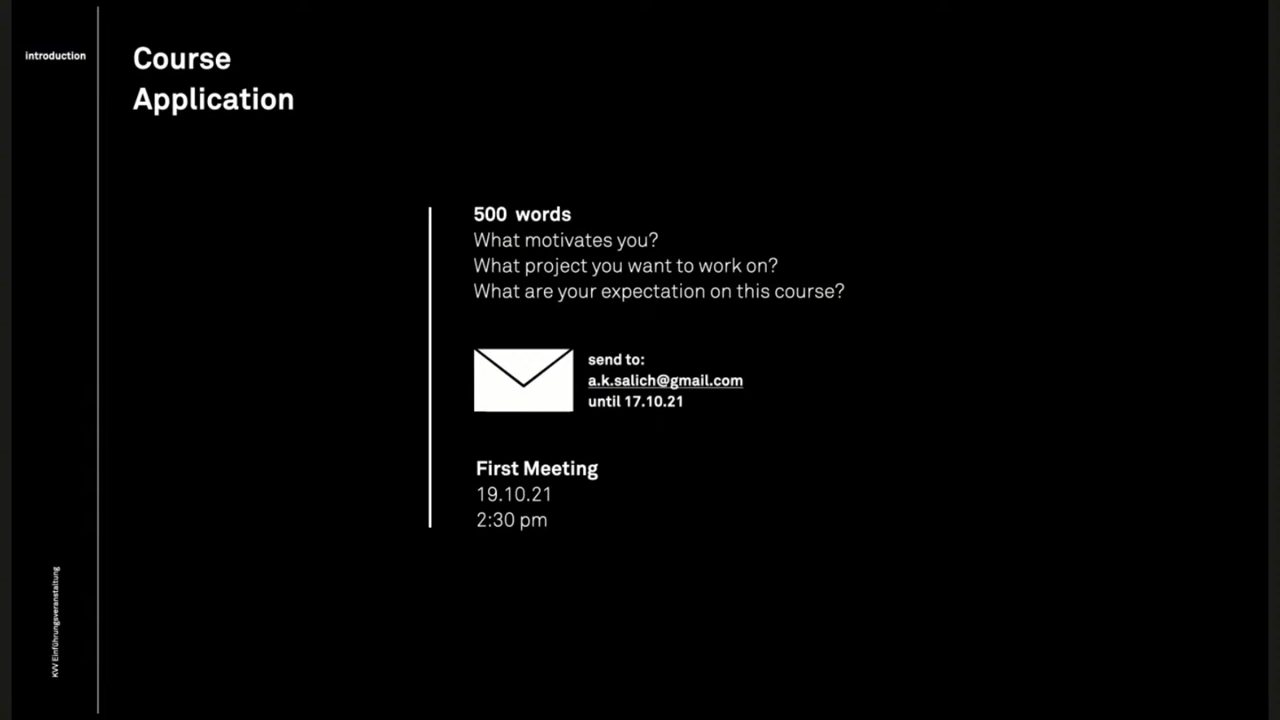 introduction
Course
Application
500 words
What motivates you?
What project you want to work on?
What are your expectation on this course?
send to:
a.k.salich@gmail.com
until 17.10.21
First Meeting
19.10.21
2:30 pm
KVV Einführungsveranstaltung